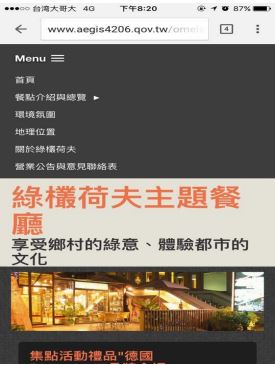 台湾大哥大 4G 下午8:20 87%
www.aegis4206.qov.tw/omei
4
Menu
首頁
餐點介紹與總覽 ►
環境氛圍
地理位置
關於綠欉荷夫
營業公告與意見聯絡表
綠欉荷夫主題餐
廳
享受鄉村的綠意、體驗都市的
文化
集點活動禮品"德國